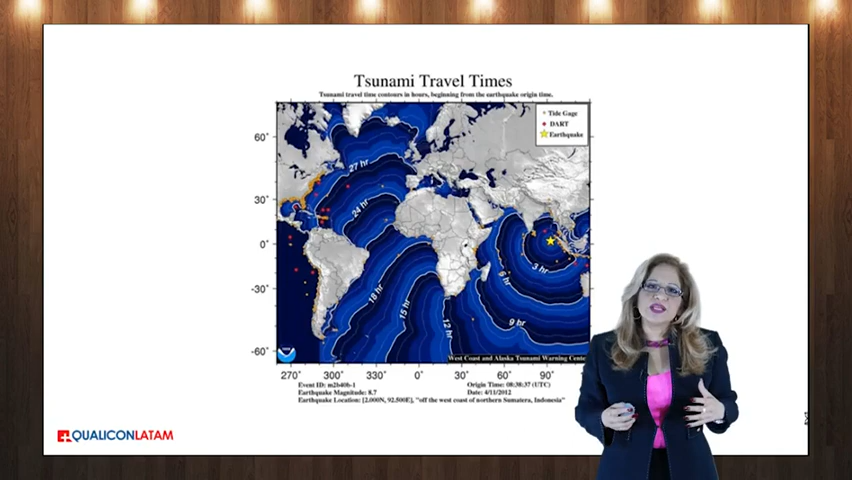 Tsunami Travel Times
Tsunami travel time contours in hours, beginning from the earthquake origin time.
Tide Gage
DART
Earthquake
60°
30°
0°
-30°
-60°
27 hr
24 hr
18 hr
15 hr
12 hr
9 hr
6 hr
3 hr
West Coast and Alaska Tsunami Warning Cente
270° 300° 330° 0° 30° 60° 90°
Event ID: m2b40b-1
Origin Time: 08:38:37 (UTC)
Earthquake Magnitude: 8.7
Date: 4/11/2012
Earthquake Location: [2.000N, 92.500E], "off the west coast of northern Sumatera, Indonesia"
QUALICONLATAM